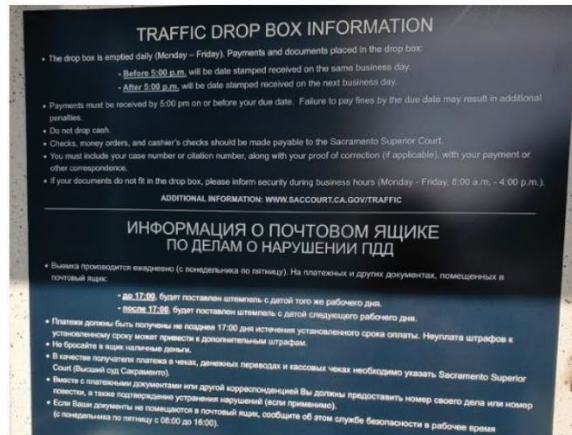 TRAFFIC DROP BOX INFORMATION
• The drop box is emptied daily (Monday – Friday). Payments and documents placed in the drop box:
- Before 5:00 p.m. will be date stamped received on the same business day.
- After 5:00 p.m. will be date stamped received on the next business day.
• Payments must be received by 5:00 pm on or before your due date. Failure to pay fines by the due date may result in additional
penalties.
• Do not drop cash.
• Checks, money orders, and cashier's checks should be made payable to the Sacramento Superior Court.
• You must include your case number or citation number, along with your proof of correction (if applicable), with your payment or
other correspondence.
• If your documents do not fit in the drop box, please inform security during business hours (Monday - Friday, 8:00 a.m. - 4:00 p.m.).
ADDITIONAL INFORMATION: WWW.SACCOURT.CA.GOV/TRAFFIC
ИНФОРМАЦИЯ О ПОЧТОВОМ ЯЩИКЕ
ПО ДЕЛАМ О НАРУШЕНИИ ПДД
• Выемка производится ежедневно (с понедельника по пятницу). На платежных и других документах, помещенных в
почтовый ящик:
- до 17:00, будет поставлен штемпель с датой того же рабочего дня.
- после 17:00, будет поставлен штемпель с датой следующего рабочего дня.
• Платежи должны быть получены не позднее 17:00 дня истечения установленного срока оплаты. Неуплата штрафов к
установленному сроку может привести к дополнительным штрафам.
• Не бросайте в ящик наличные деньги.
• В качестве получателя платежа в чеках, денежных переводах и кассовых чеках необходимо указать Sacramento Superior
Court (Высший суд Сакраменто).
• Вместе с платежными документами или другой корреспонденцией Вы должны предоставить номер своего дела или номер
повестки, а также подтверждение устранения нарушений (если применимо).
• Если Ваши документы не помещаются в почтовый ящик, сообщите об этом службе безопасности в рабочее время
(с понедельника по пятницу с 08:00 до 16:00).